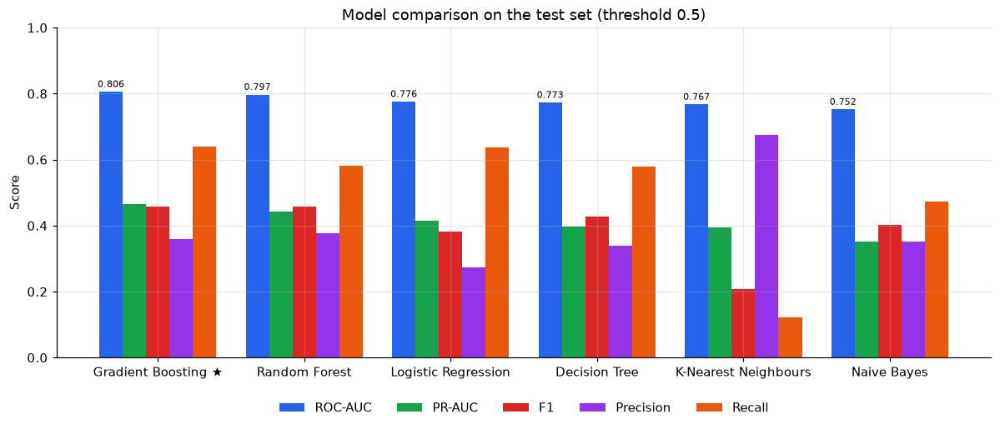 Model comparison on the test set (threshold 0.5)
1.0
0.8
0.6
0.4
0.2
0.0
Score
0.806
0.797
0.776
0.773
0.767
0.752
Gradient Boosting ★
Random Forest
Logistic Regression
Decision Tree
K-Nearest Neighbours
Naive Bayes
ROC-AUC
PR-AUC
F1
Precision
Recall